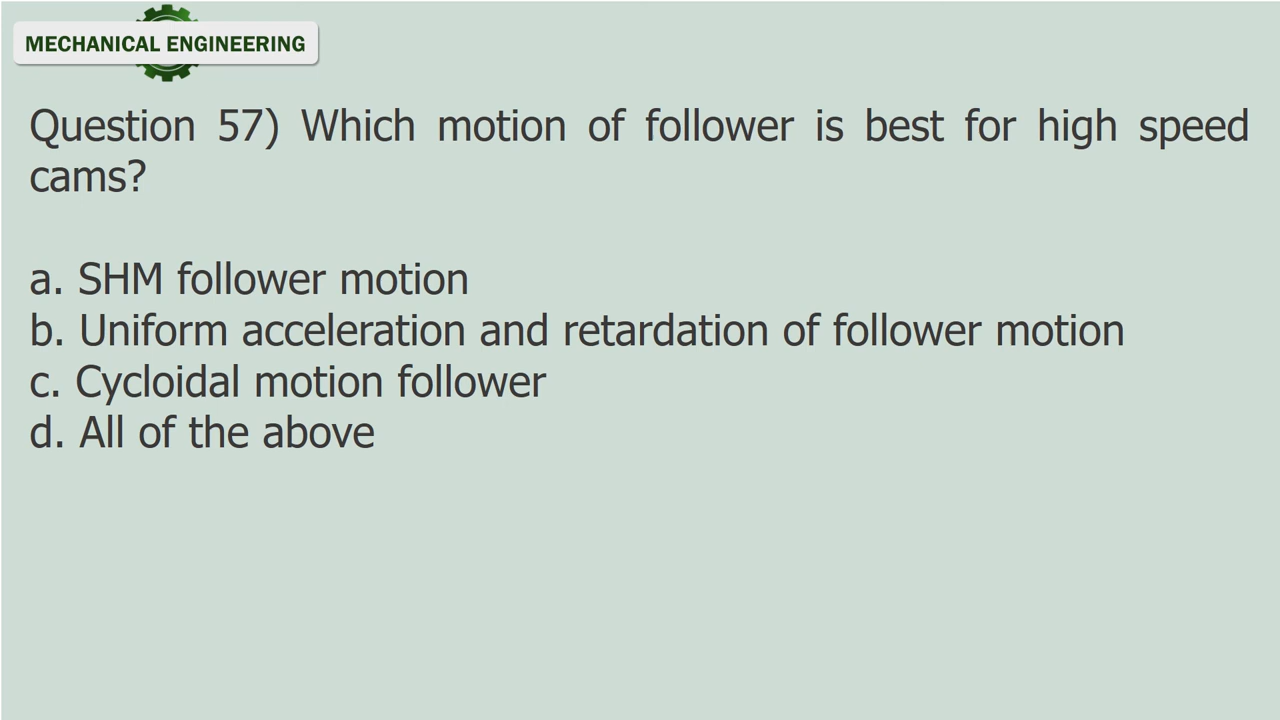 MECHANICAL ENGINEERING
Question 57) Which motion of follower is best for high speed
cams?
a. SHM follower motion
b. Uniform acceleration and retardation of follower motion
c. Cycloidal motion follower
d. All of the above